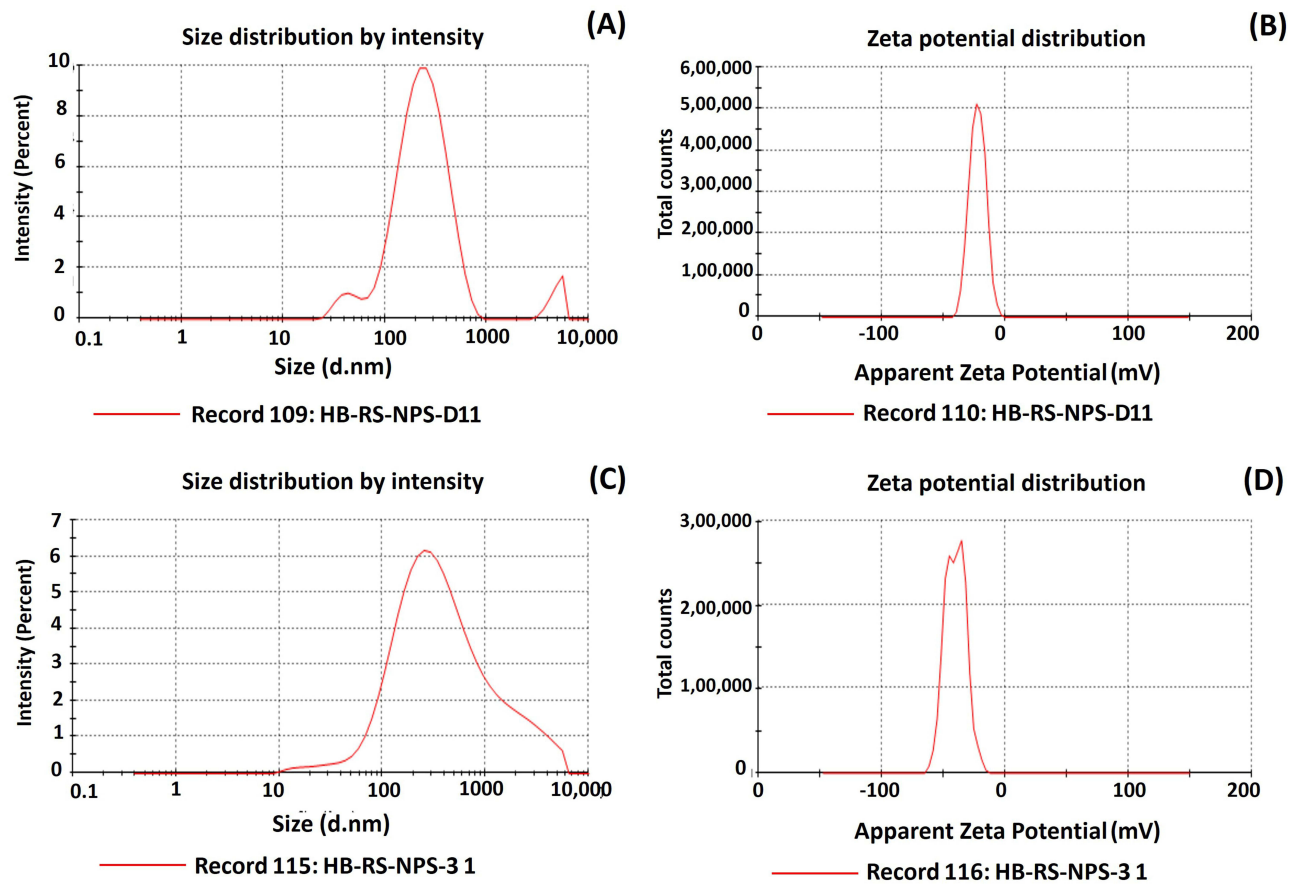 (A)
Size distribution by intensity
Intensity (Percent)
10
8
6
4
2
0
0.1 1 10 100 1000 10,000
Size (d.nm)
Record 109: HB-RS-NPS-D11
(B)
Zeta potential distribution
Total counts
6,00,000
5,00,000
4,00,000
3,00,000
2,00,000
1,00,000
0
0 -100 0 100 200
Apparent Zeta Potential (mV)
Record 110: HB-RS-NPS-D11
(C)
Size distribution by intensity
Intensity (Percent)
7
6
5
4
3
2
1
0
0.1 1 10 100 1000 10,000
Size (d.nm)
Record 115: HB-RS-NPS-3 1
(D)
Zeta potential distribution
Total counts
3,00,000
2,00,000
1,00,000
0
0 -100 0 100 200
Apparent Zeta Potential (mV)
Record 116: HB-RS-NPS-3 1